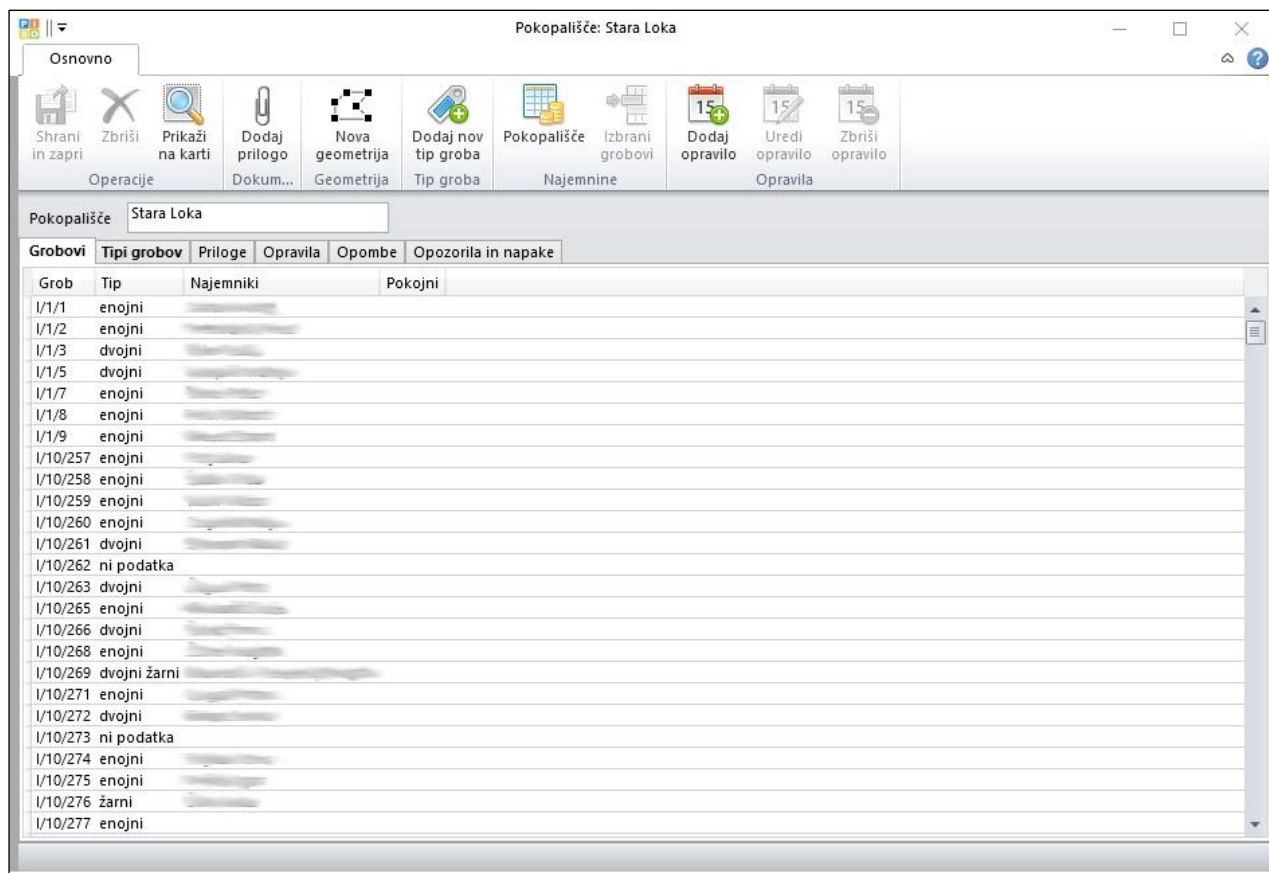 Pokopališče: Stara Loka
Osnovno
Shrani in zapri Zbriši Prikaži na karti Dodaj prilogo Nova geometrija Dodaj nov tip groba Pokopališče Izbrani grobovi Dodaj opravilo Uredi opravilo Zbriši opravilo
Operacije Dokum... Geometrija Tip groba Najemnine Opravila
Pokopališče Stara Loka
Grobovi Tipi grobov Priloge Opravila Opombe Opozorila in napake
Grob Tip Najemniki Pokojni
I/1/1 enojni
I/1/2 enojni
I/1/3 dvojni
I/1/5 dvojni
I/1/7 enojni
I/1/8 enojni
I/1/9 enojni
I/10/257 enojni
I/10/258 enojni
I/10/259 enojni
I/10/260 enojni
I/10/261 dvojni
I/10/262 ni podatka
I/10/263 dvojni
I/10/265 enojni
I/10/266 dvojni
I/10/268 enojni
I/10/269 dvojni žarni
I/10/271 enojni
I/10/272 dvojni
I/10/273 ni podatka
I/10/274 enojni
I/10/275 enojni
I/10/276 žarni
I/10/277 enojni